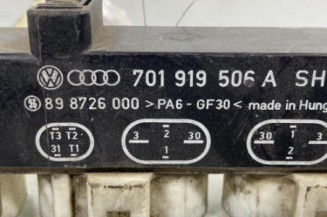 701 919 506 A SH
89 8726 000 >PA6-GF30< made in Hung
T3 T2
31 T1
3 2 30
1
30 1 3
2